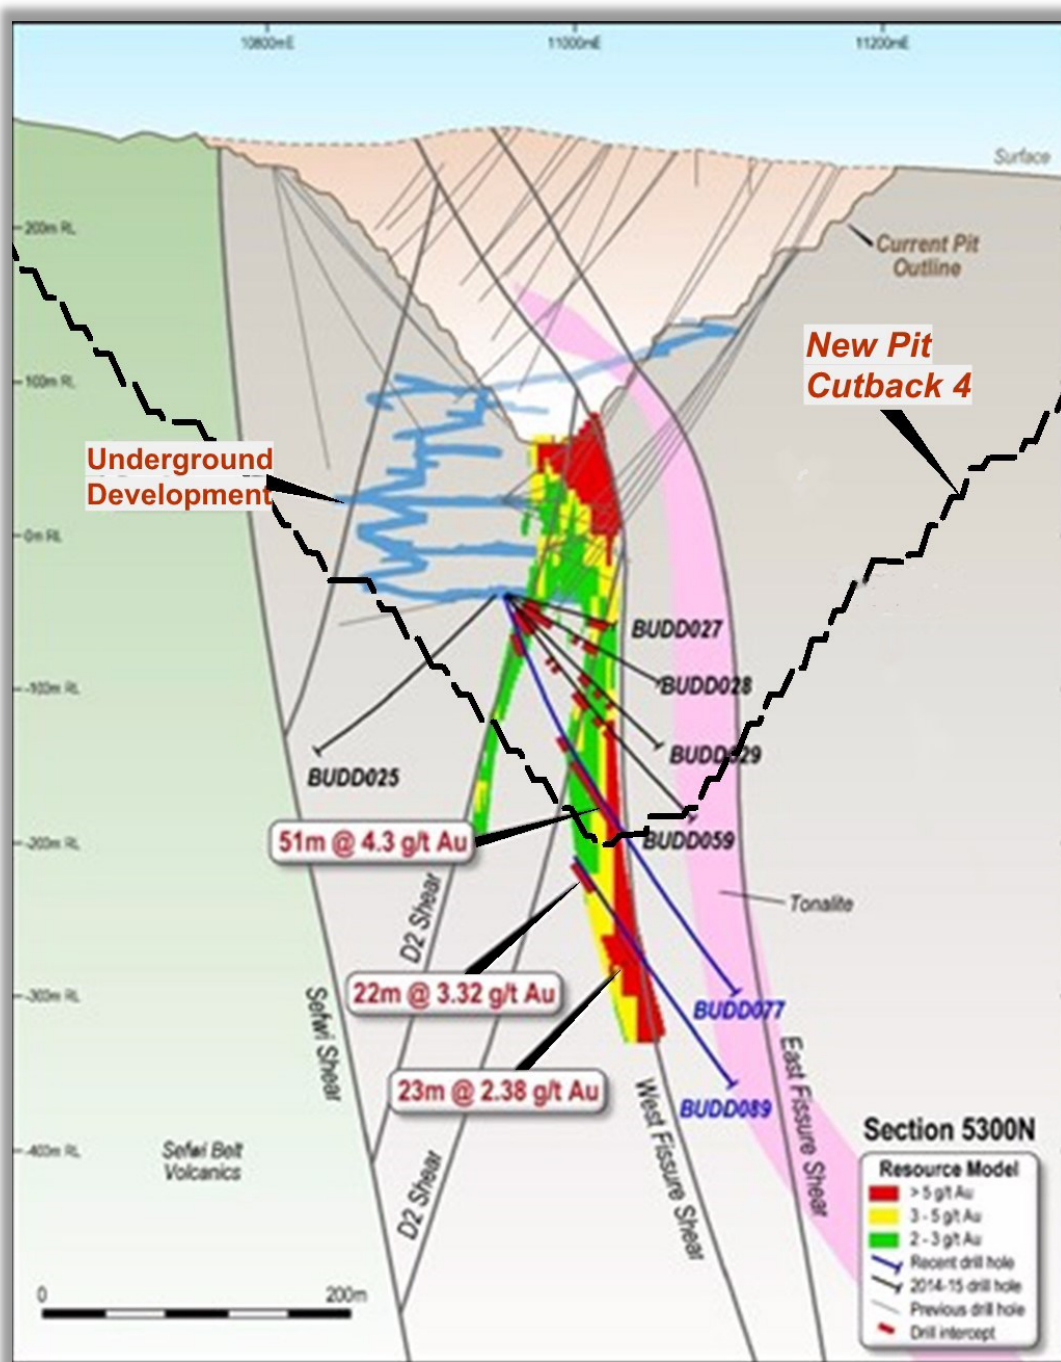 10800mE
11000mE
11200mE
Surface
200m RL
Current Pit
Outline
New Pit
Cutback 4
100m RL
Underground
Development
0m RL
BUDD027
BUDD028
-100m RL
BUDD029
BUDD025
51m @ 4.3 g/t Au
-200m RL
BUDD059
Tonalite
D2 Shear
22m @ 3.32 g/t Au
-300m RL
BUDD077
Sefwi Shear
23m @ 2.38 g/t Au
BUDD089
West Fissure Shear
East Fissure Shear
Sefwi Belt
Volcanics
-400m RL
D2 Shear
Section 5300N
Resource Model
> 5 g/t Au
3 - 5 g/t Au
2 - 3 g/t Au
Recent drill hole
2014-15 drill hole
Previous drill hole
Drill intercept
0
200m